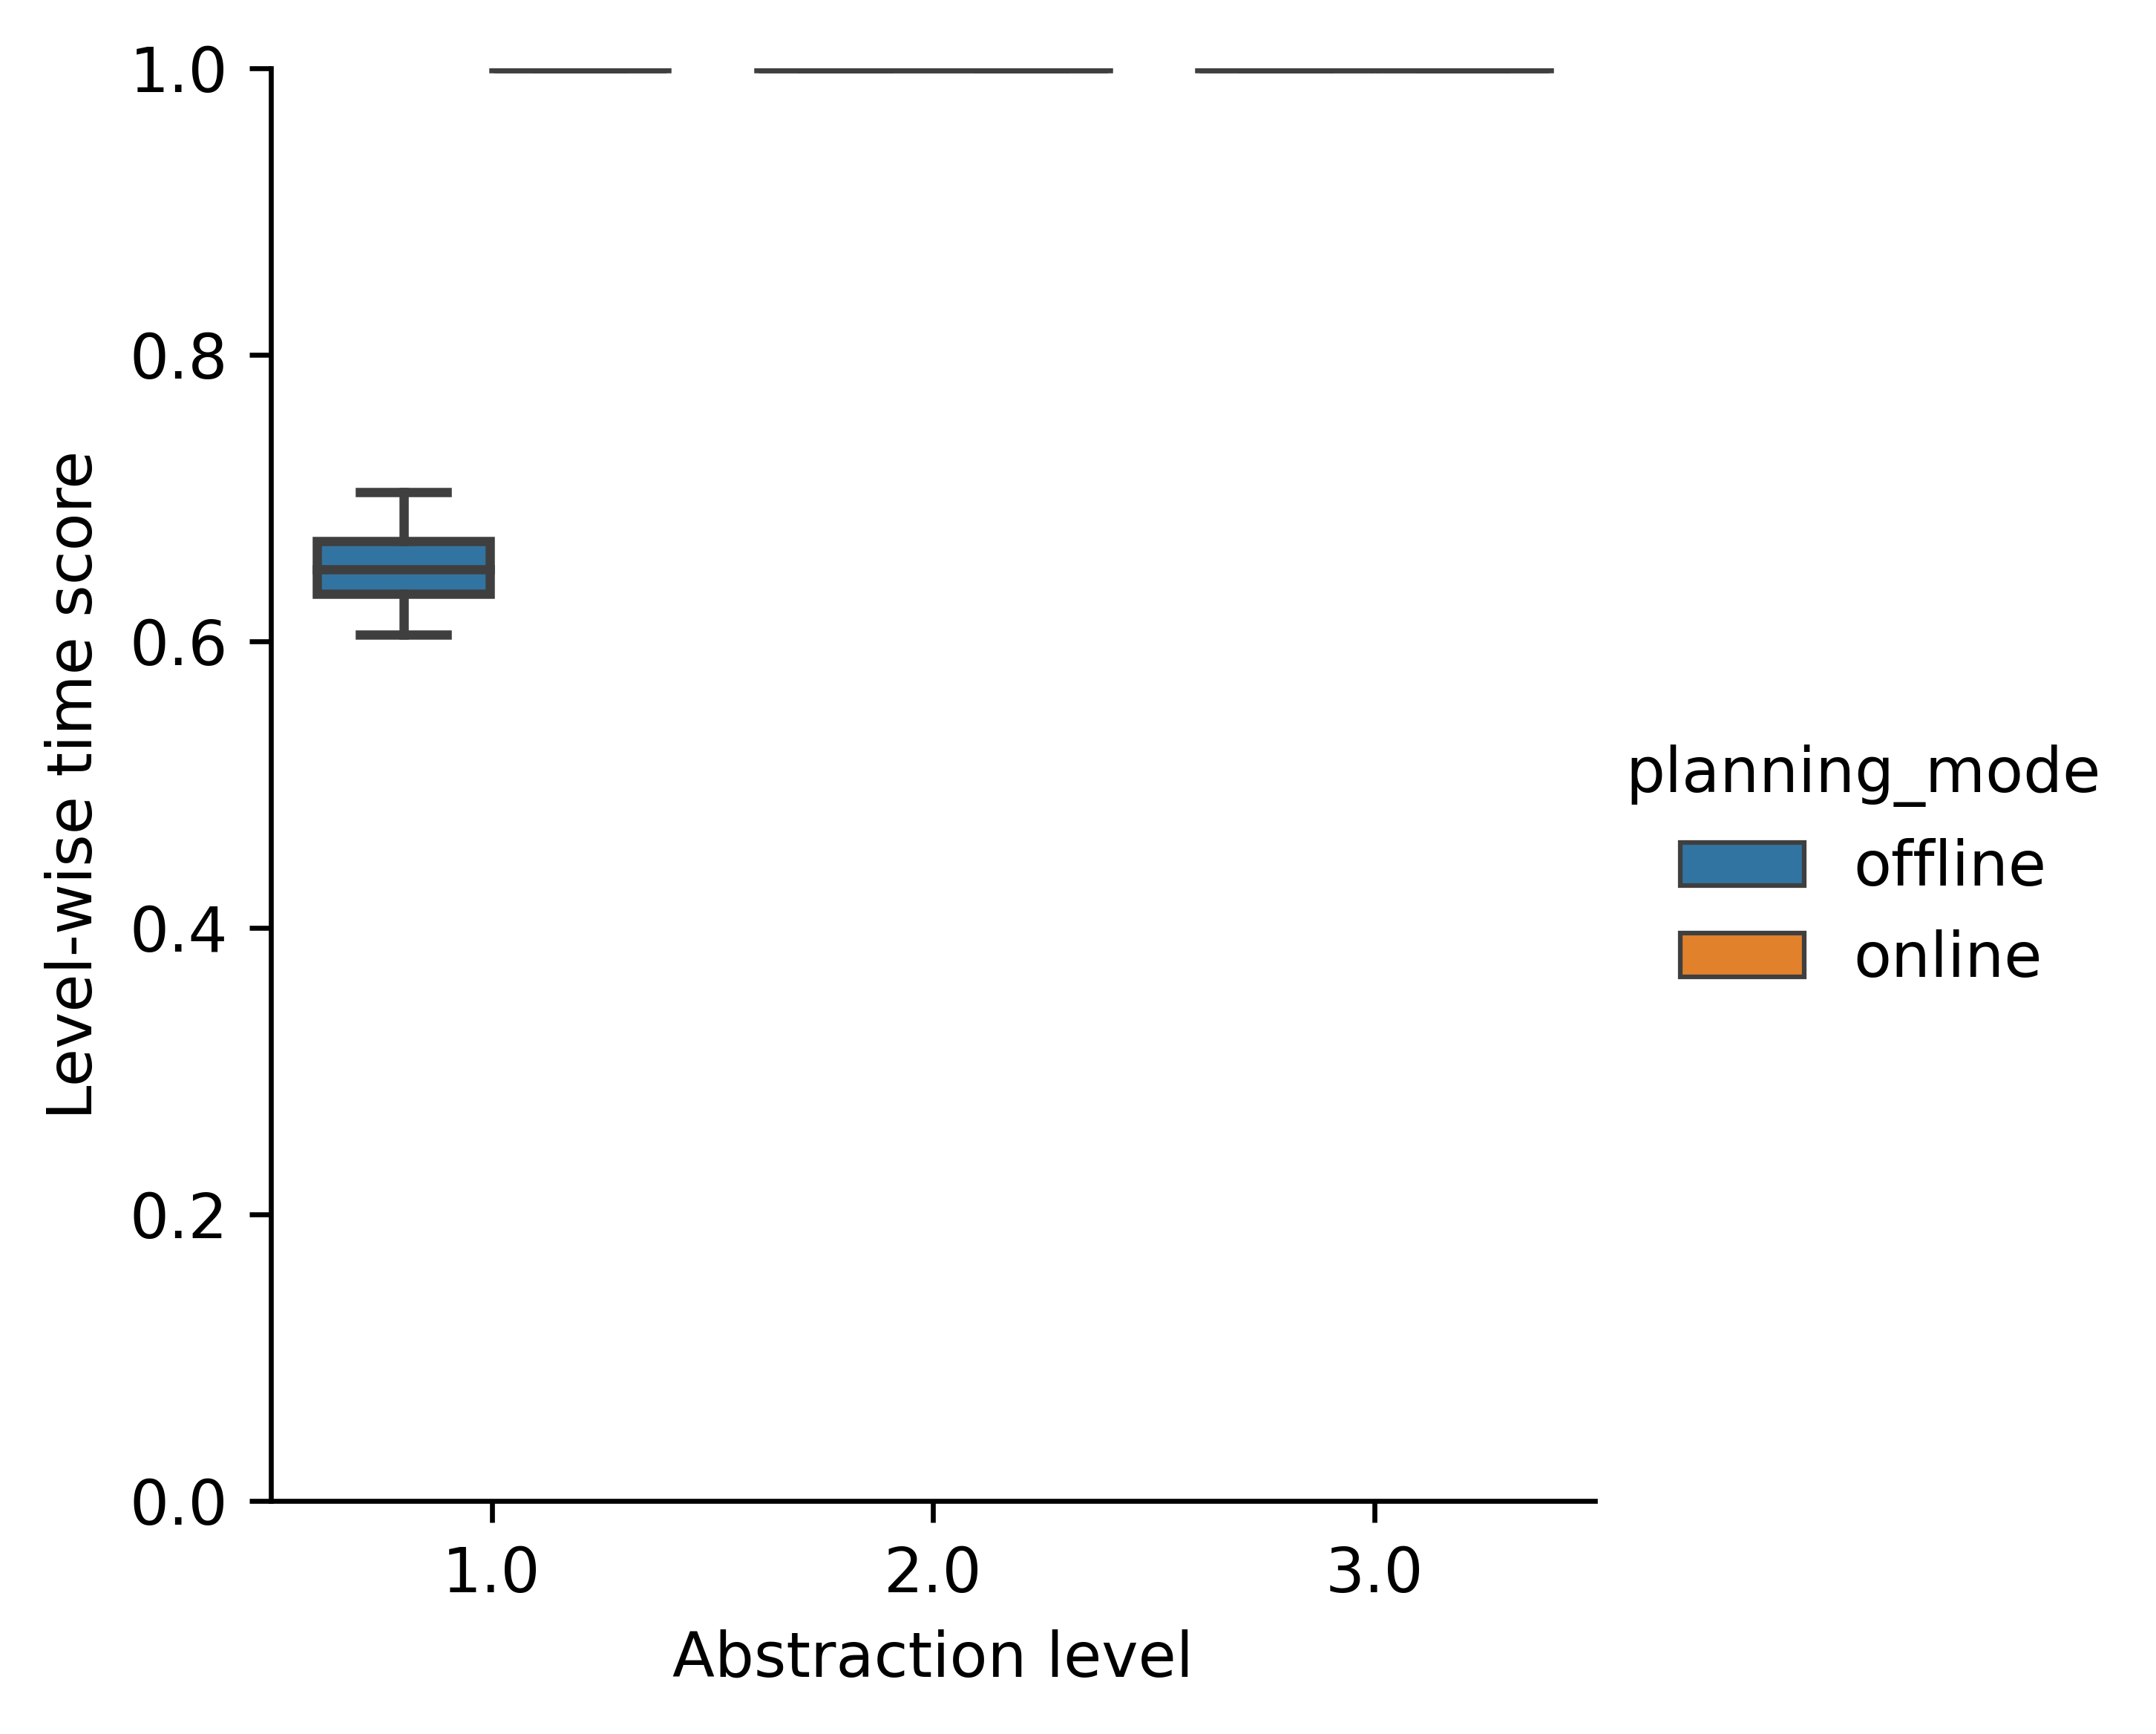 1.0
0.8
0.6
0.4
0.2
0.0
Level-wise time score
1.0 2.0 3.0
Abstraction level
planning_mode
offline
online